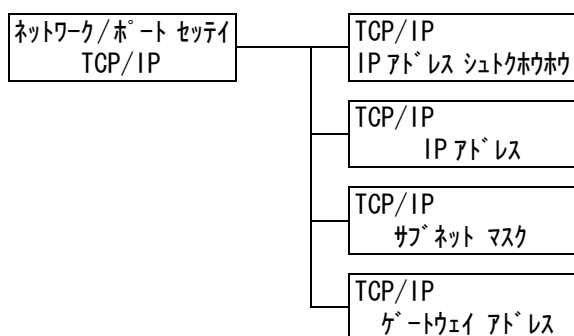 ﾈｯﾄﾜｰｸ/ﾎﾟｰﾄ ｾｯﾃｲ
TCP/IP
TCP/IP
IP ｱﾄﾞﾚｽ ｼｭﾄｸﾎｳﾎｳ
TCP/IP
IP ｱﾄﾞﾚｽ
TCP/IP
ｻﾌﾞﾈｯﾄ ﾏｽｸ
TCP/IP
ｹﾞｰﾄｳｪｲ ｱﾄﾞﾚｽ